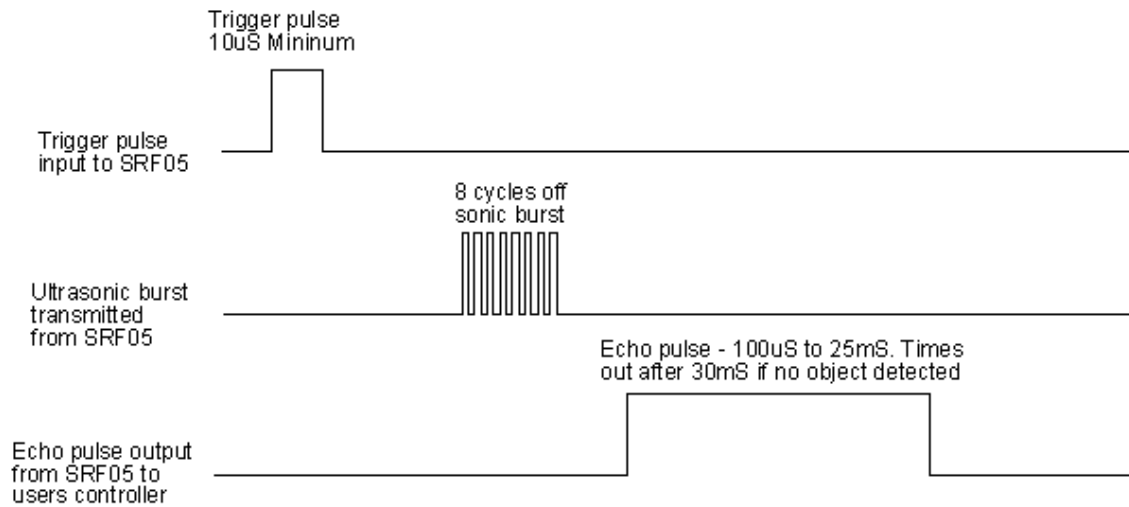 Trigger pulse
10uS Mininum
Trigger pulse
input to SRF05
8 cycles off
sonic burst
Ultrasonic burst
transmitted
from SRF05
Echo pulse - 100uS to 25mS. Times
out after 30mS if no object detected
Echo pulse output
from SRF05 to
users controller